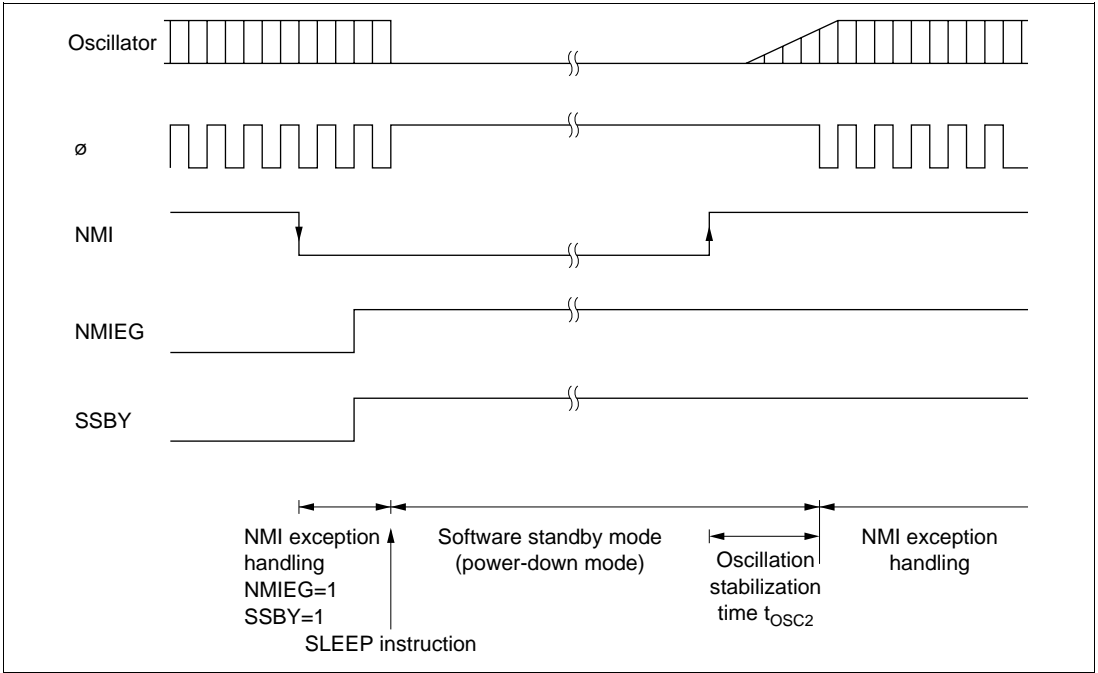 Oscillator
ø
NMI
NMIEG
SSBY
NMI exception
handling
NMIEG=1
SSBY=1
SLEEP instruction
Software standby mode
(power-down mode)
Oscillation
stabilization
time tOSC2
NMI exception
handling